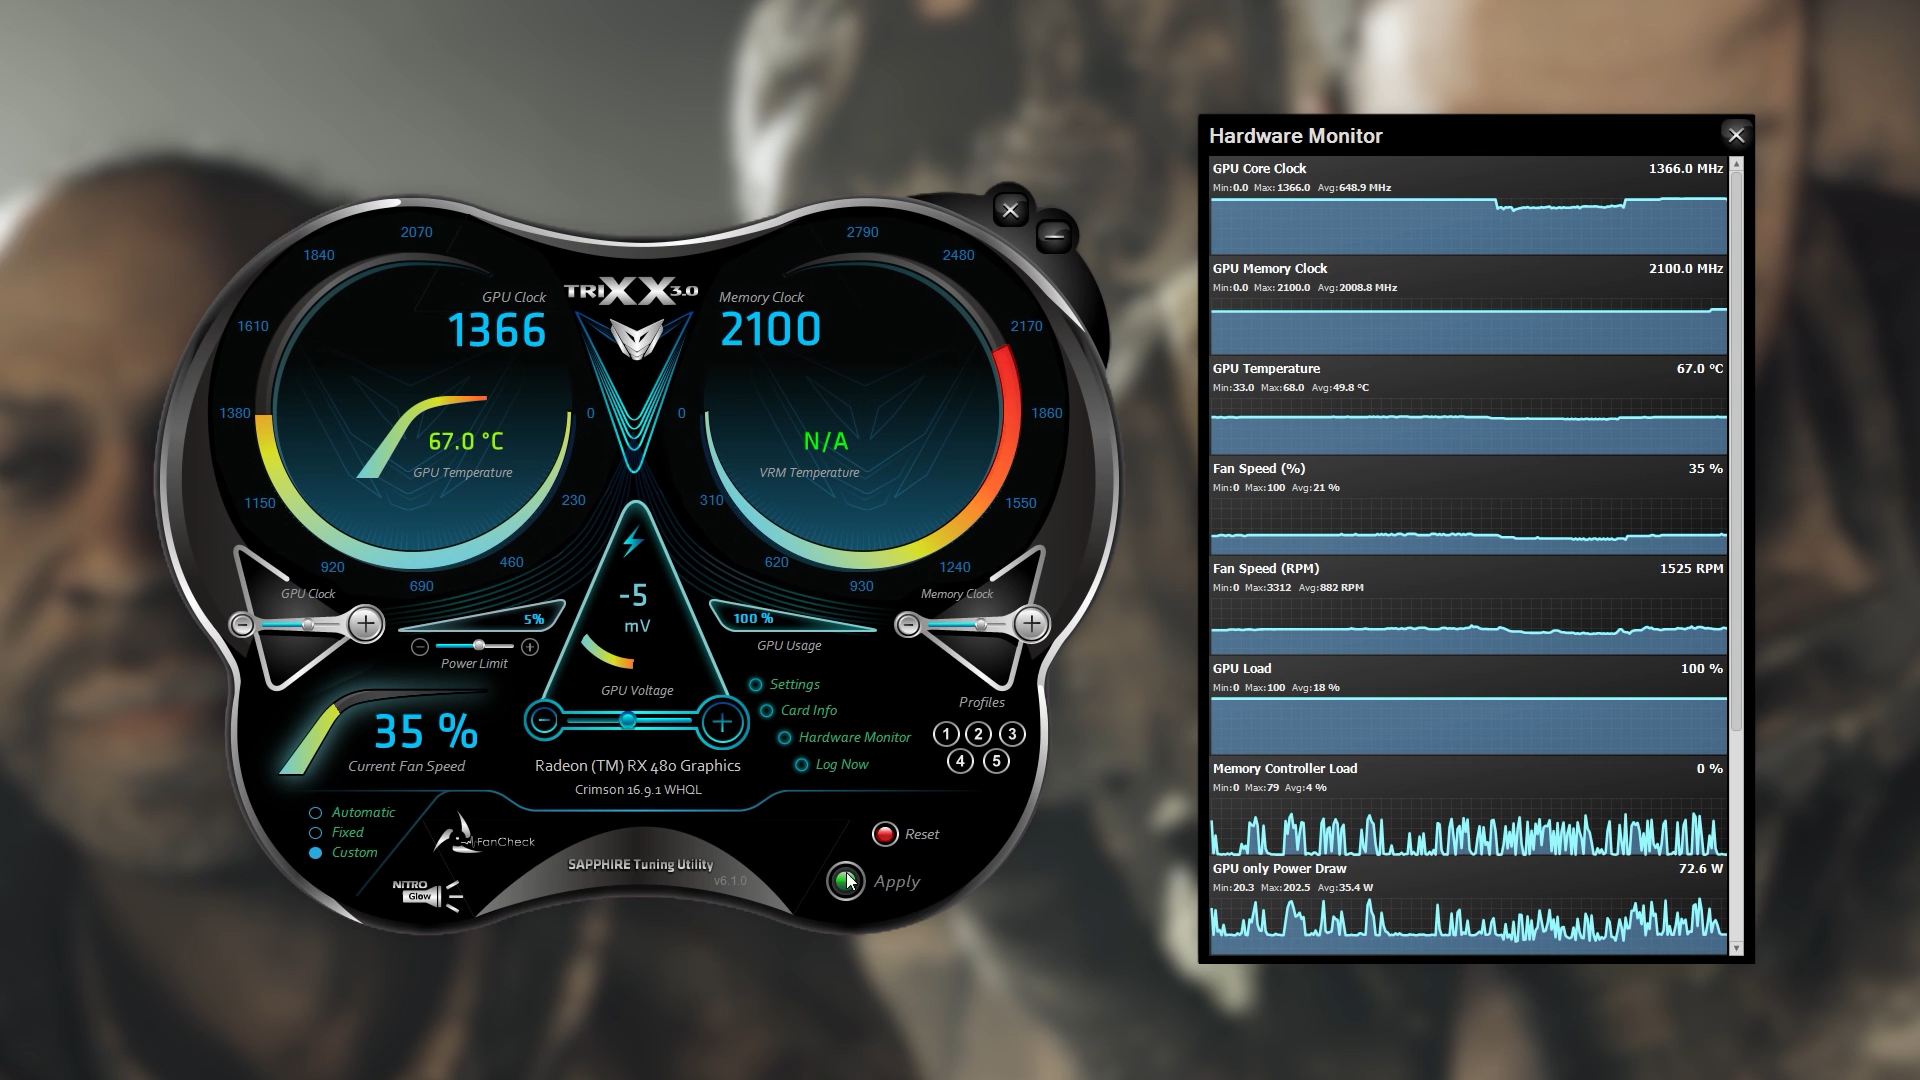 2070
1840
1610
1380
1150
920
690
460
230
0
GPU Clock
1366
67.0 °C
GPU Temperature
TRIXX 3.0
2790
2480
2170
1860
1550
1240
930
620
310
0
Memory Clock
2100
N/A
VRM Temperature
GPU Clock
5%
Power Limit
-5
mV
GPU Voltage
100 %
GPU Usage
Memory Clock
35 %
Current Fan Speed
Settings
Card Info
Hardware Monitor
Log Now
Profiles
1 2 3
4 5
Radeon (TM) RX 480 Graphics
Crimson 16.9.1 WHQL
Automatic
Fixed
Custom
FanCheck
NITRO
Glow
SAPPHIRE Tuning Utility
v6.1.0
Reset
Apply
Hardware Monitor
GPU Core Clock 1366.0 MHz
Min:0.0 Max:1366.0 Avg:648.9 MHz
GPU Memory Clock 2100.0 MHz
Min:0.0 Max:2100.0 Avg:2008.8 MHz
GPU Temperature 67.0 °C
Min:33.0 Max:68.0 Avg:49.8 °C
Fan Speed (%) 35 %
Min:0 Max:100 Avg:21 %
Fan Speed (RPM) 1525 RPM
Min:0 Max:3312 Avg:882 RPM
GPU Load 100 %
Min:0 Max:100 Avg:18 %
Memory Controller Load 0 %
Min:0 Max:79 Avg:4 %
GPU only Power Draw 72.6 W
Min:20.3 Max:202.5 Avg:35.4 W